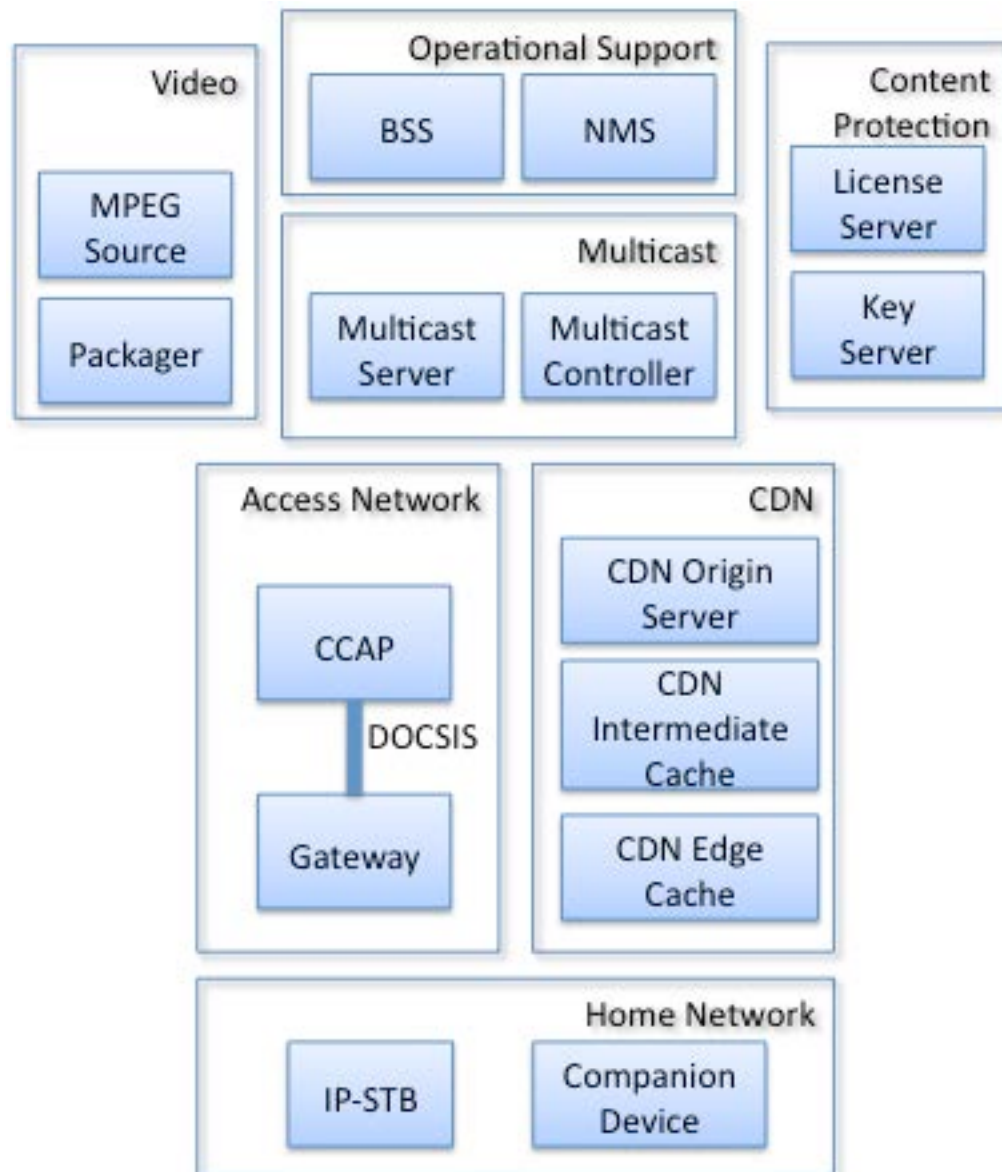 Video
MPEG
Source
Packager
Operational Support
BSS
NMS
Multicast
Multicast
Server
Multicast
Controller
Content
Protection
License
Server
Key
Server
Access Network
CCAP
DOCSIS
Gateway
CDN
CDN Origin
Server
CDN
Intermediate
Cache
CDN Edge
Cache
Home Network
IP-STB
Companion
Device